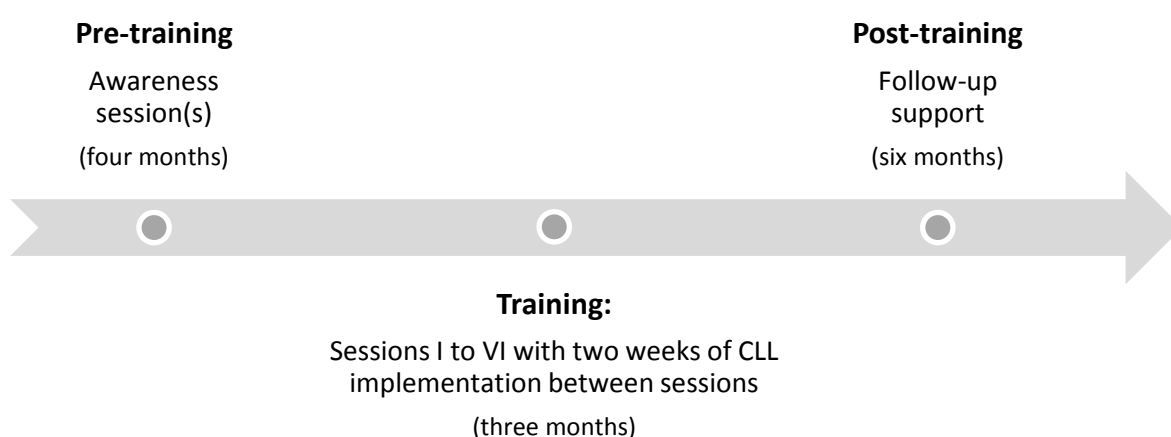 Pre-training
Awareness
session(s)
(four months)
Post-training
Follow-up
support
(six months)
Training:
Sessions I to VI with two weeks of CLL
implementation between sessions
(three months)